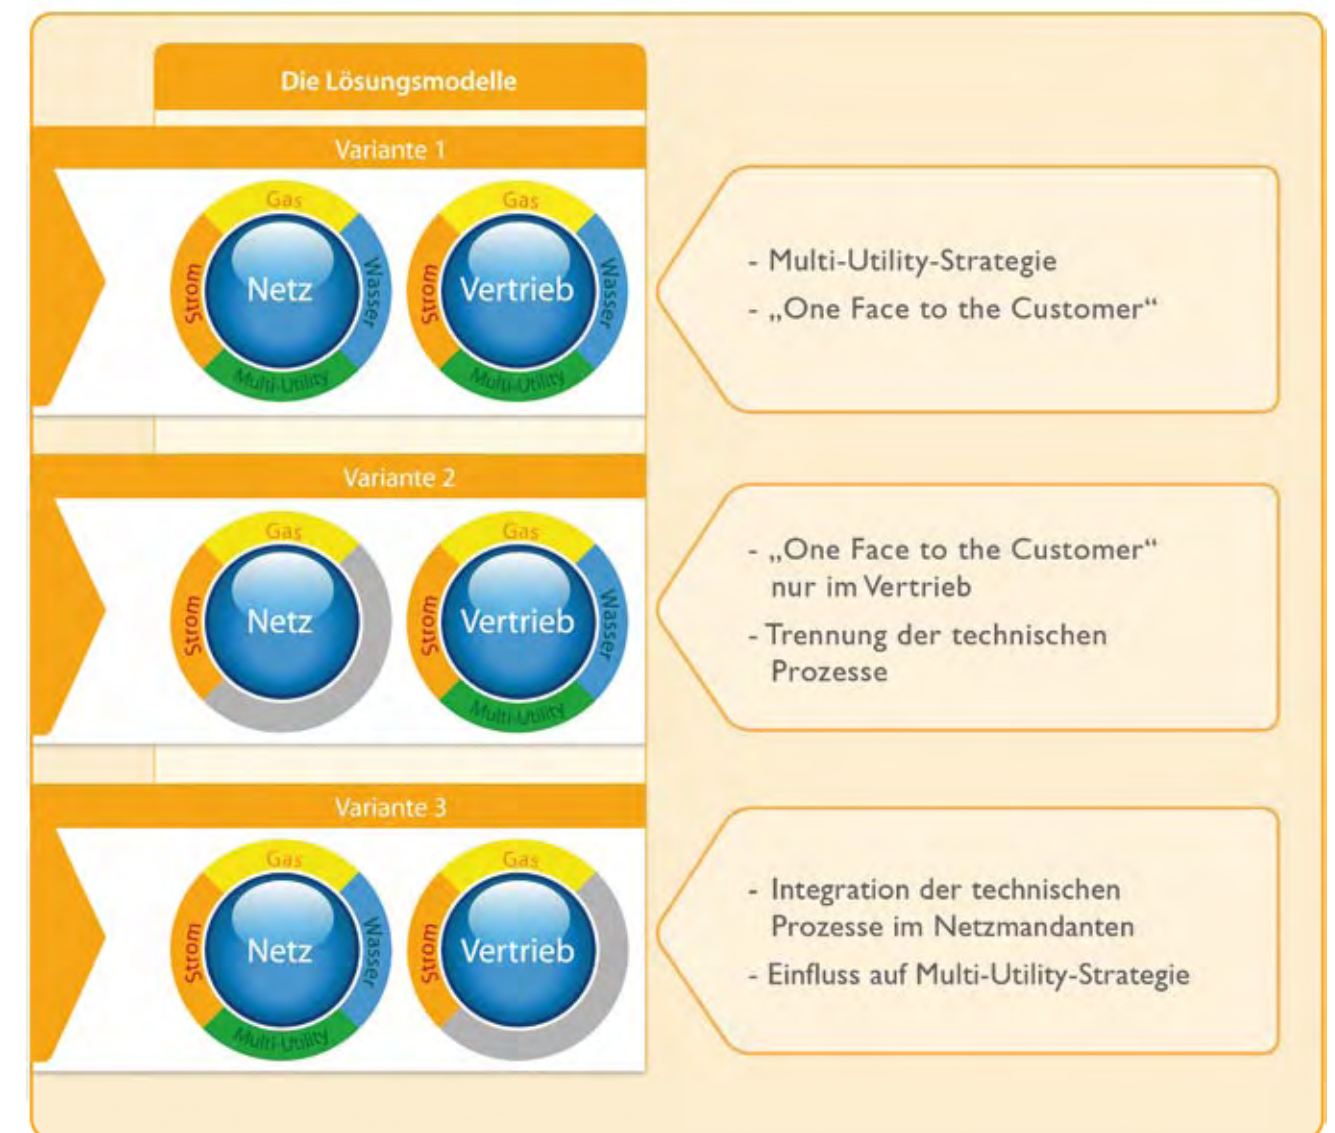 Die Lösungsmodelle
Variante 1
Gas
Strom
Netz
Wasser
Multi-Utility
Gas
Strom
Vertrieb
Wasser
Multi-Utility
- Multi-Utility-Strategie
- „One Face to the Customer“
Variante 2
Gas
Strom
Netz
Gas
Strom
Vertrieb
Wasser
Multi-Utility
- „One Face to the Customer“
nur im Vertrieb
- Trennung der technischen
Prozesse
Variante 3
Gas
Strom
Netz
Wasser
Multi-Utility
Gas
Strom
Vertrieb
- Integration der technischen
Prozesse im Netzmandanten
- Einfluss auf Multi-Utility-Strategie